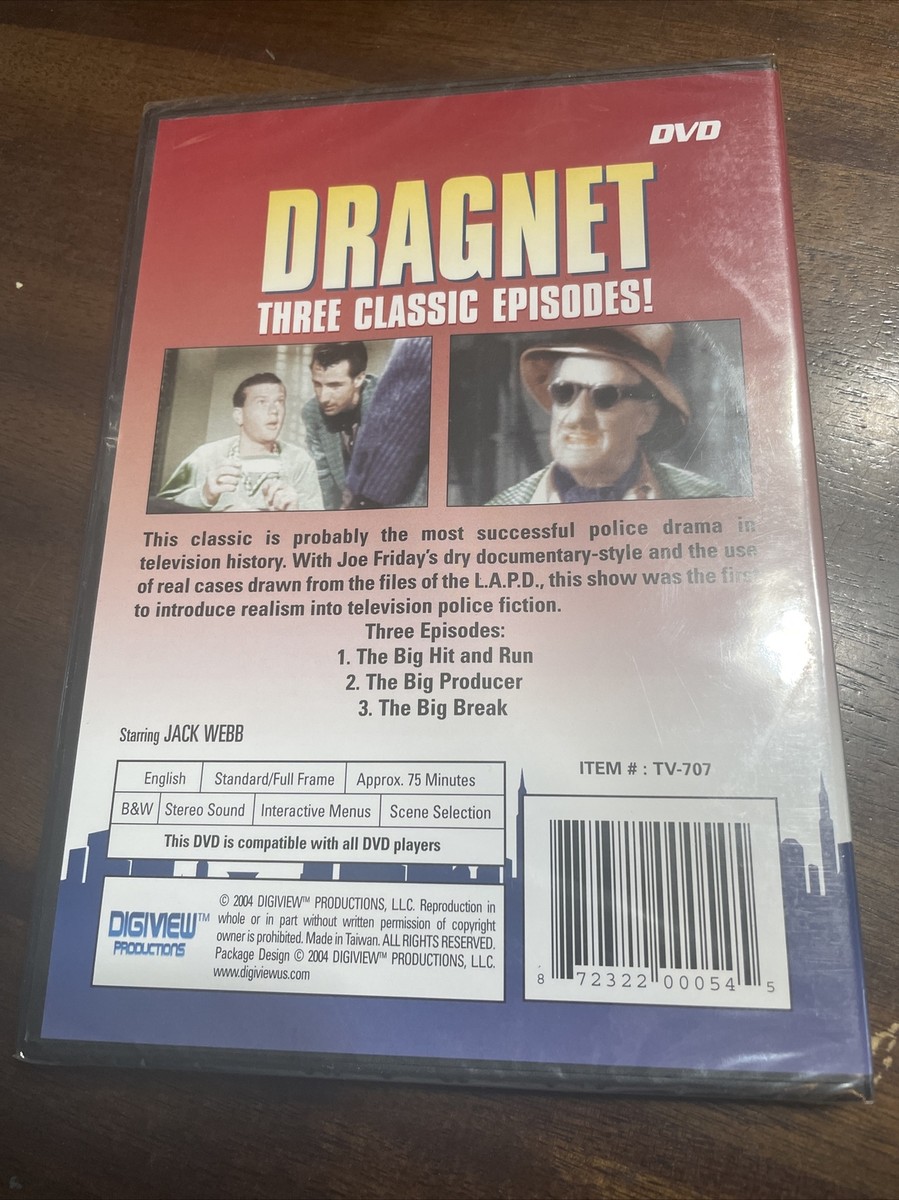 DVD
DRAGNET
THREE CLASSIC EPISODES!
This classic is probably the most successful police drama in
television history. With Joe Friday's dry documentary-style and the use
of real cases drawn from the files of the L.A.P.D., this show was the first
to introduce realism into television police fiction.
Three Episodes:
1. The Big Hit and Run
2. The Big Producer
3. The Big Break
Starring JACK WEBB
English Standard/Full Frame Approx. 75 Minutes
B&W Stereo Sound Interactive Menus Scene Selection
This DVD is compatible with all DVD players
ITEM # : TV-707
DIGIVIEW™
PRODUCTIONS
© 2004 DIGIVIEW™ PRODUCTIONS, L.L.C. Reproduction in
whole or in part without written permission of copyright
owner is prohibited. Made in Taiwan. ALL RIGHTS RESERVED.
Package Design © 2004 DIGIVIEW™ PRODUCTIONS, L.L.C.
www.digiviewus.com
8 72322 00054 5